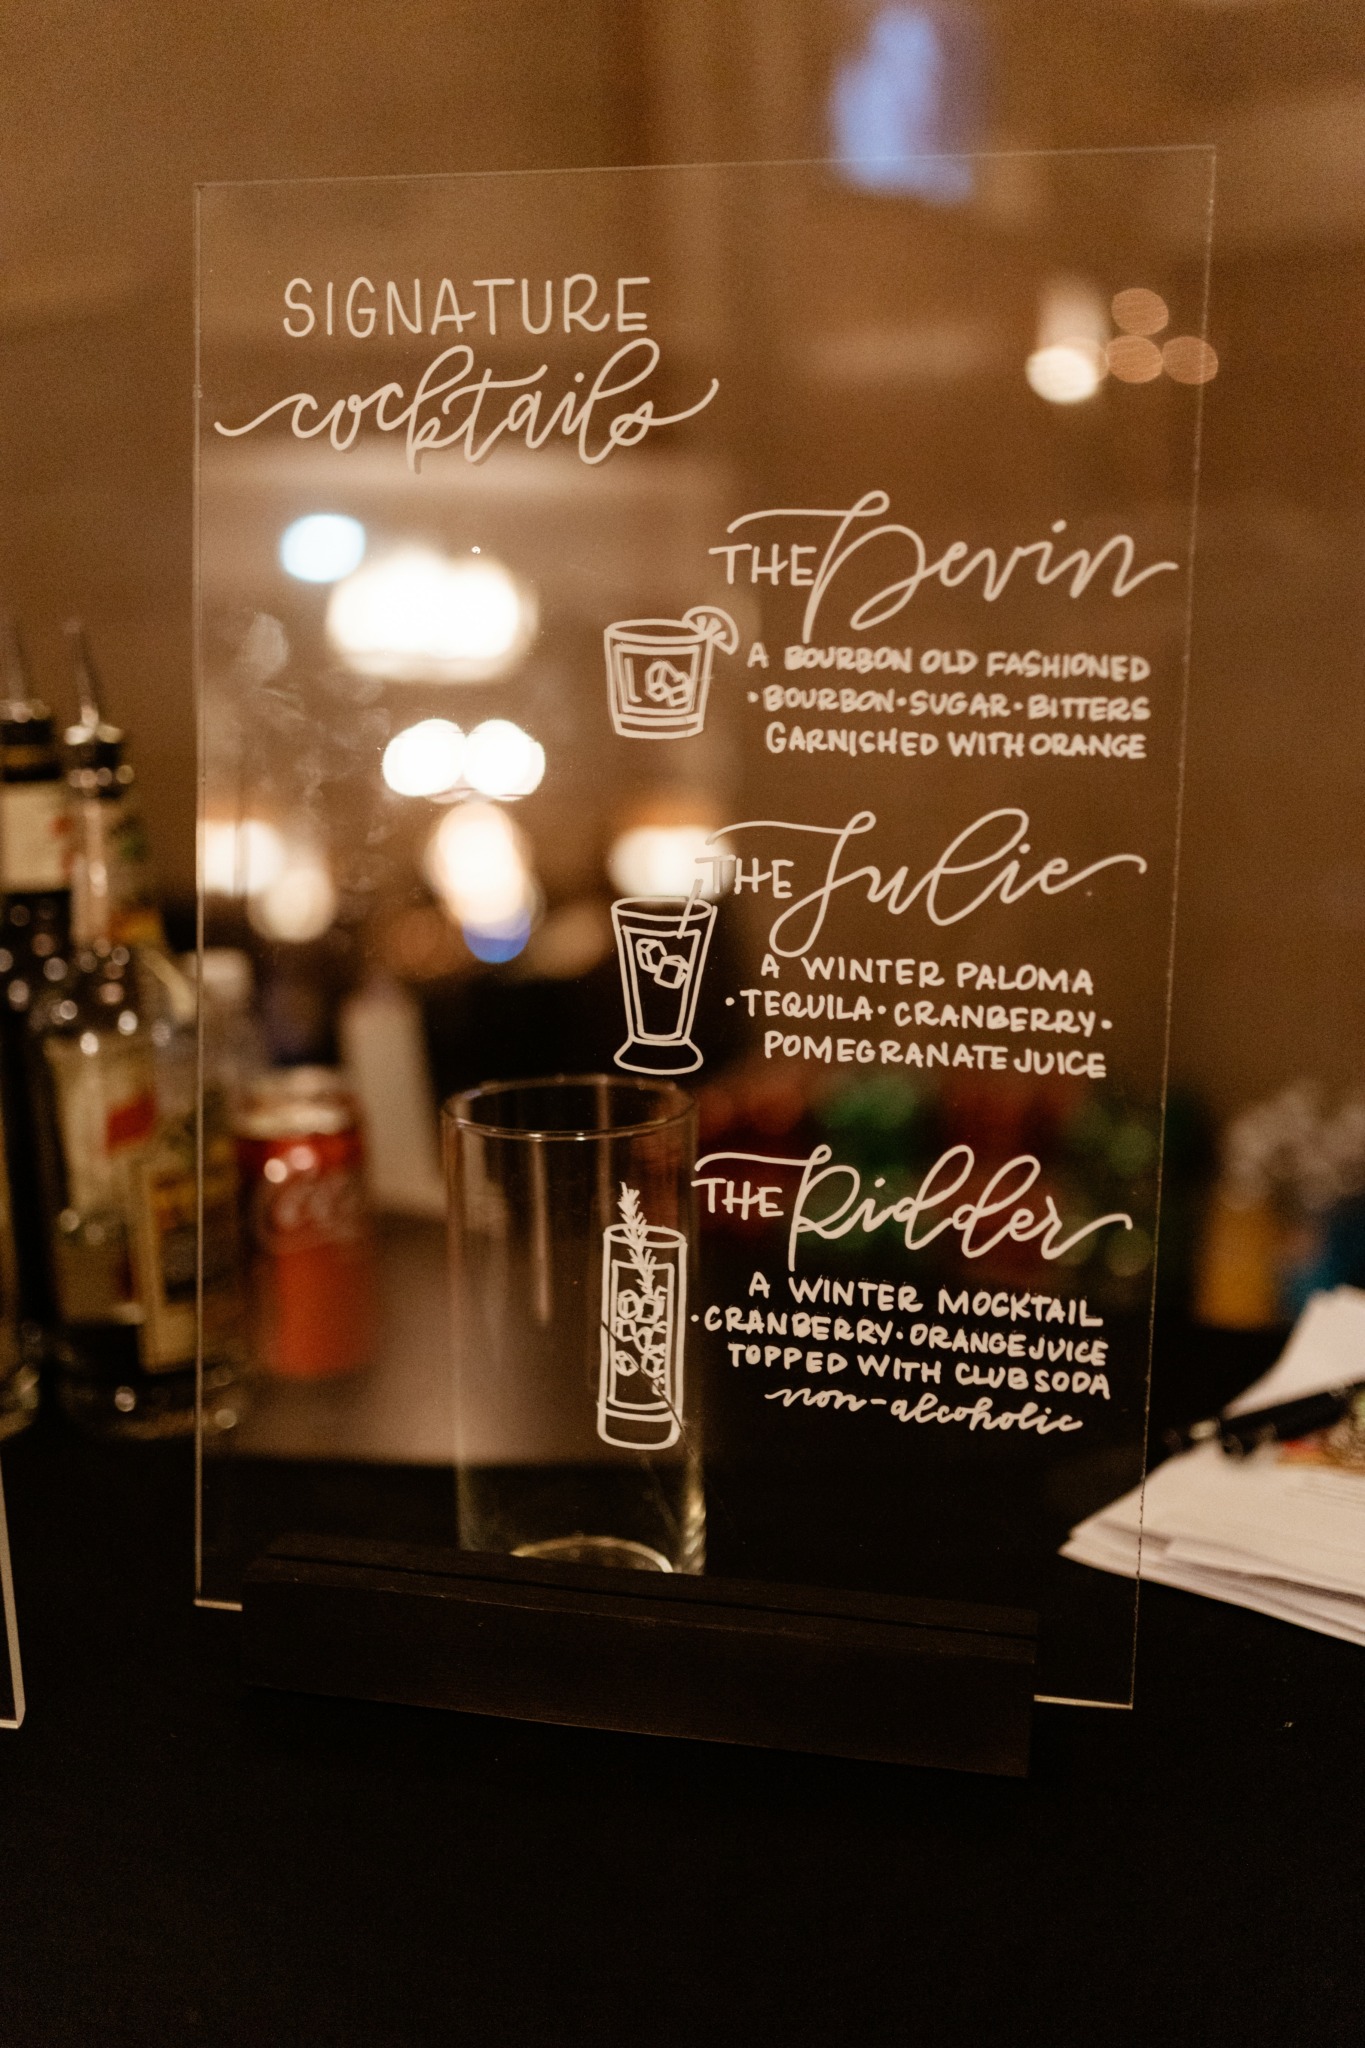 SIGNATURE
cocktails
THE Devin
A BOURBON OLD FASHIONED
•BOURBON•SUGAR•BITTERS
GARNISHED WITH ORANGE
THE Julie
A WINTER PALOMA
•TEQUILA•CRANBERRY•
POMEGRANATE JUICE
THE Ridder
A WINTER MOCKTAIL
•CRANBERRY•ORANGE JUICE
TOPPED WITH CLUB SODA
non-alcoholic